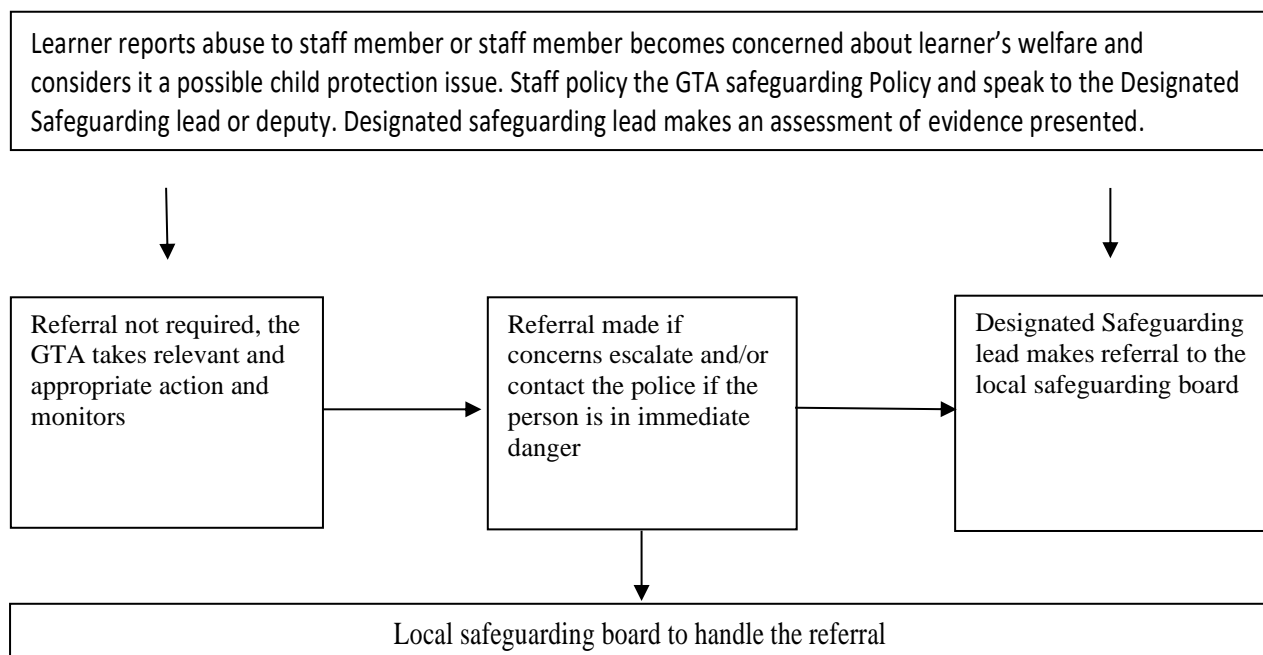 Learner reports abuse to staff member or staff member becomes concerned about learner’s welfare and
considers it a possible child protection issue. Staff policy the GTA safeguarding Policy and speak to the Designated
Safeguarding lead or deputy. Designated safeguarding lead makes an assessment of evidence presented.
Referral not required, the
GTA takes relevant and
appropriate action and
monitors
Referral made if
concerns escalate and/or
contact the police if the
person is in immediate
danger
Designated Safeguarding
lead makes referral to the
local safeguarding board
Local safeguarding board to handle the referral